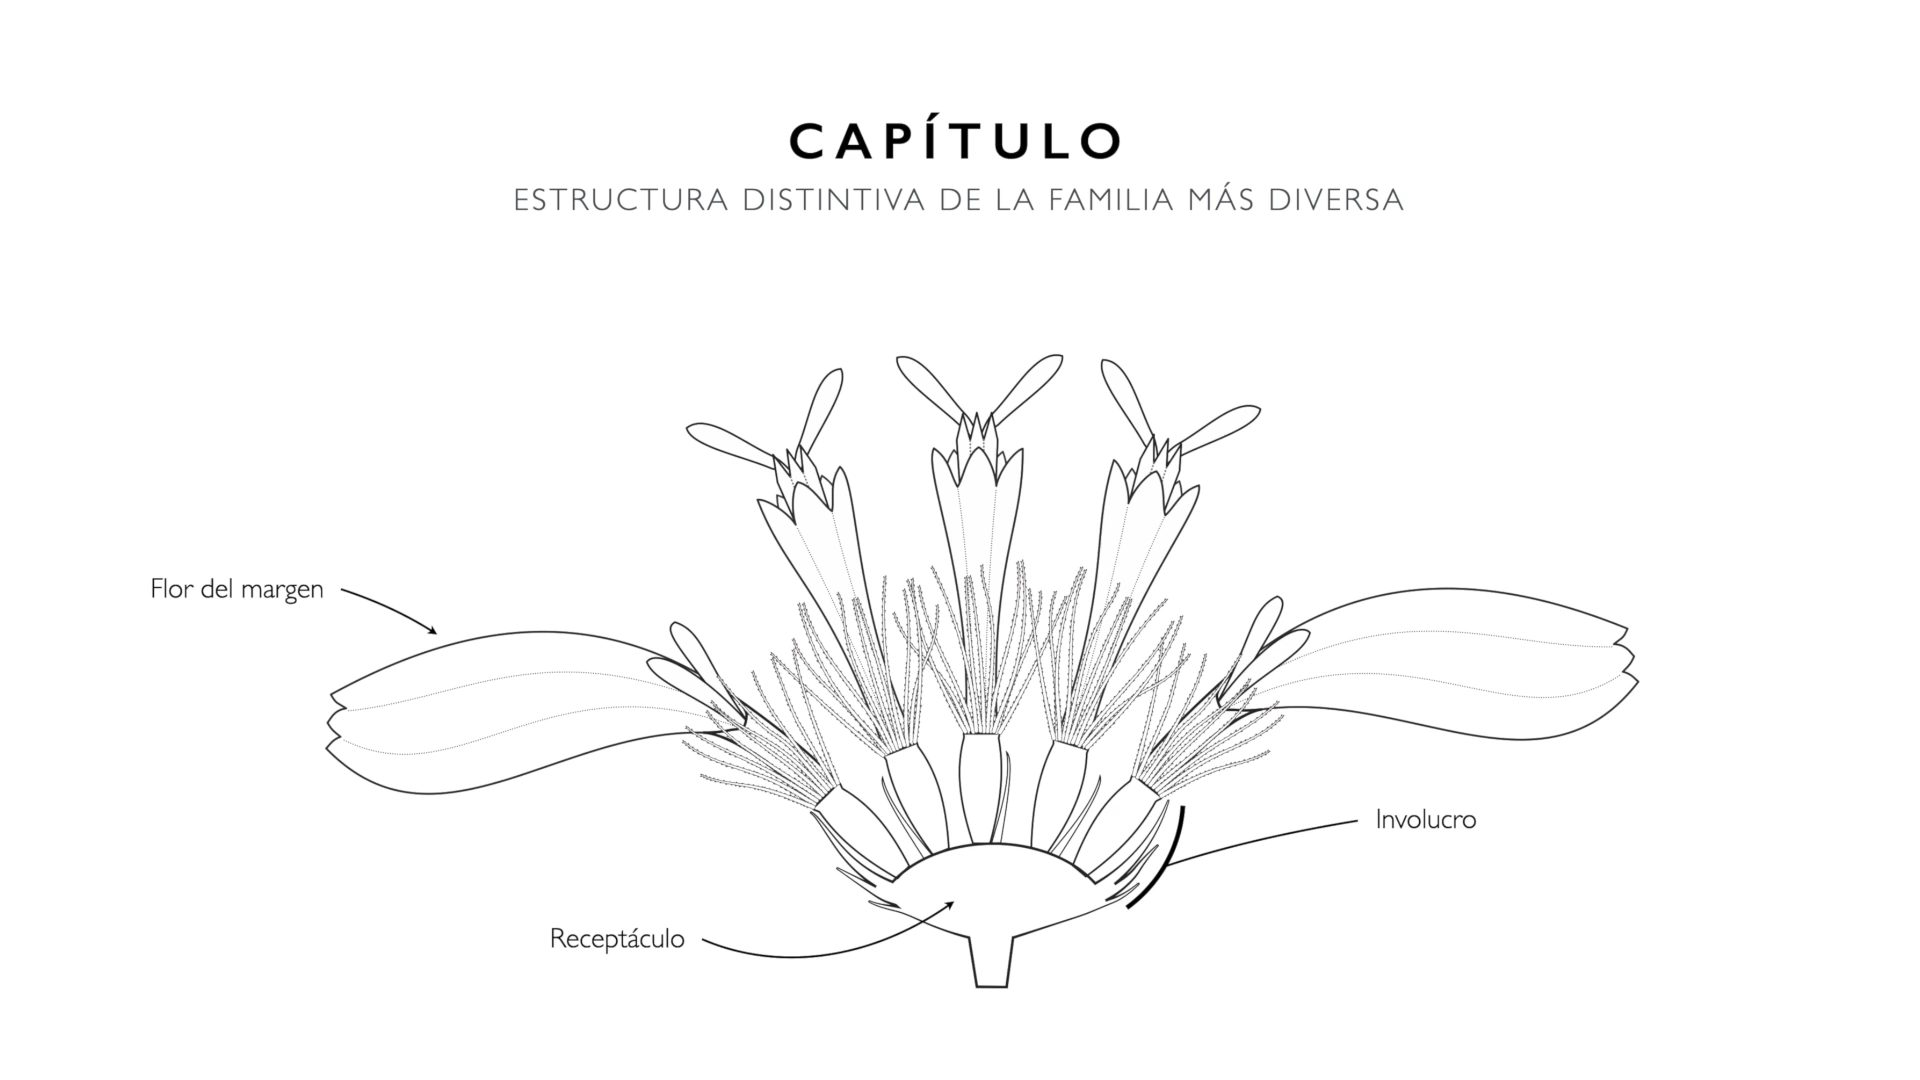 CAPÍTULO
ESTRUCTURA DISTINTIVA DE LA FAMILIA MÁS DIVERSA
Flor del margen
Involucro
Receptáculo